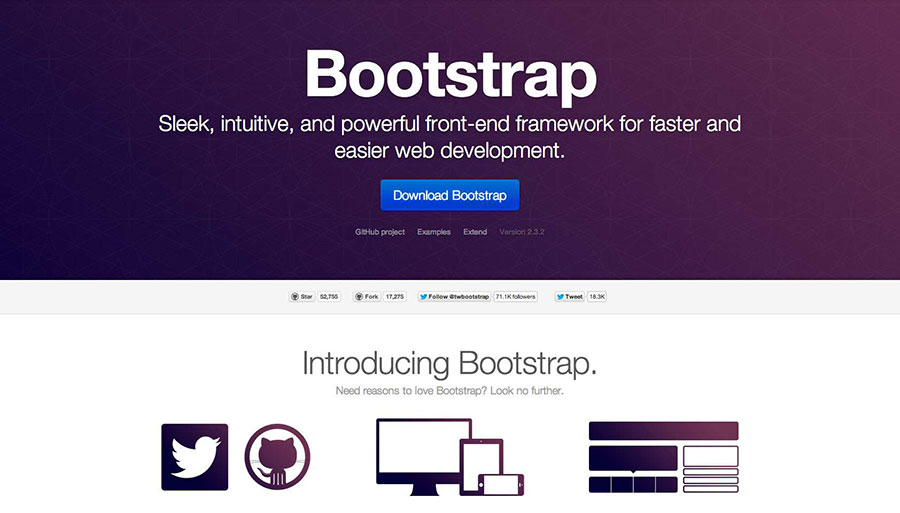 Bootstrap
Sleek, intuitive, and powerful front-end framework for faster and
easier web development.
Download Bootstrap
GitHub project Examples Extend Version 2.3.2
Star 52,755 Fork 17,275 Follow @twbootstrap 71.1K followers Tweet 18.3K
Introducing Bootstrap.
Need reasons to love Bootstrap? Look no further.